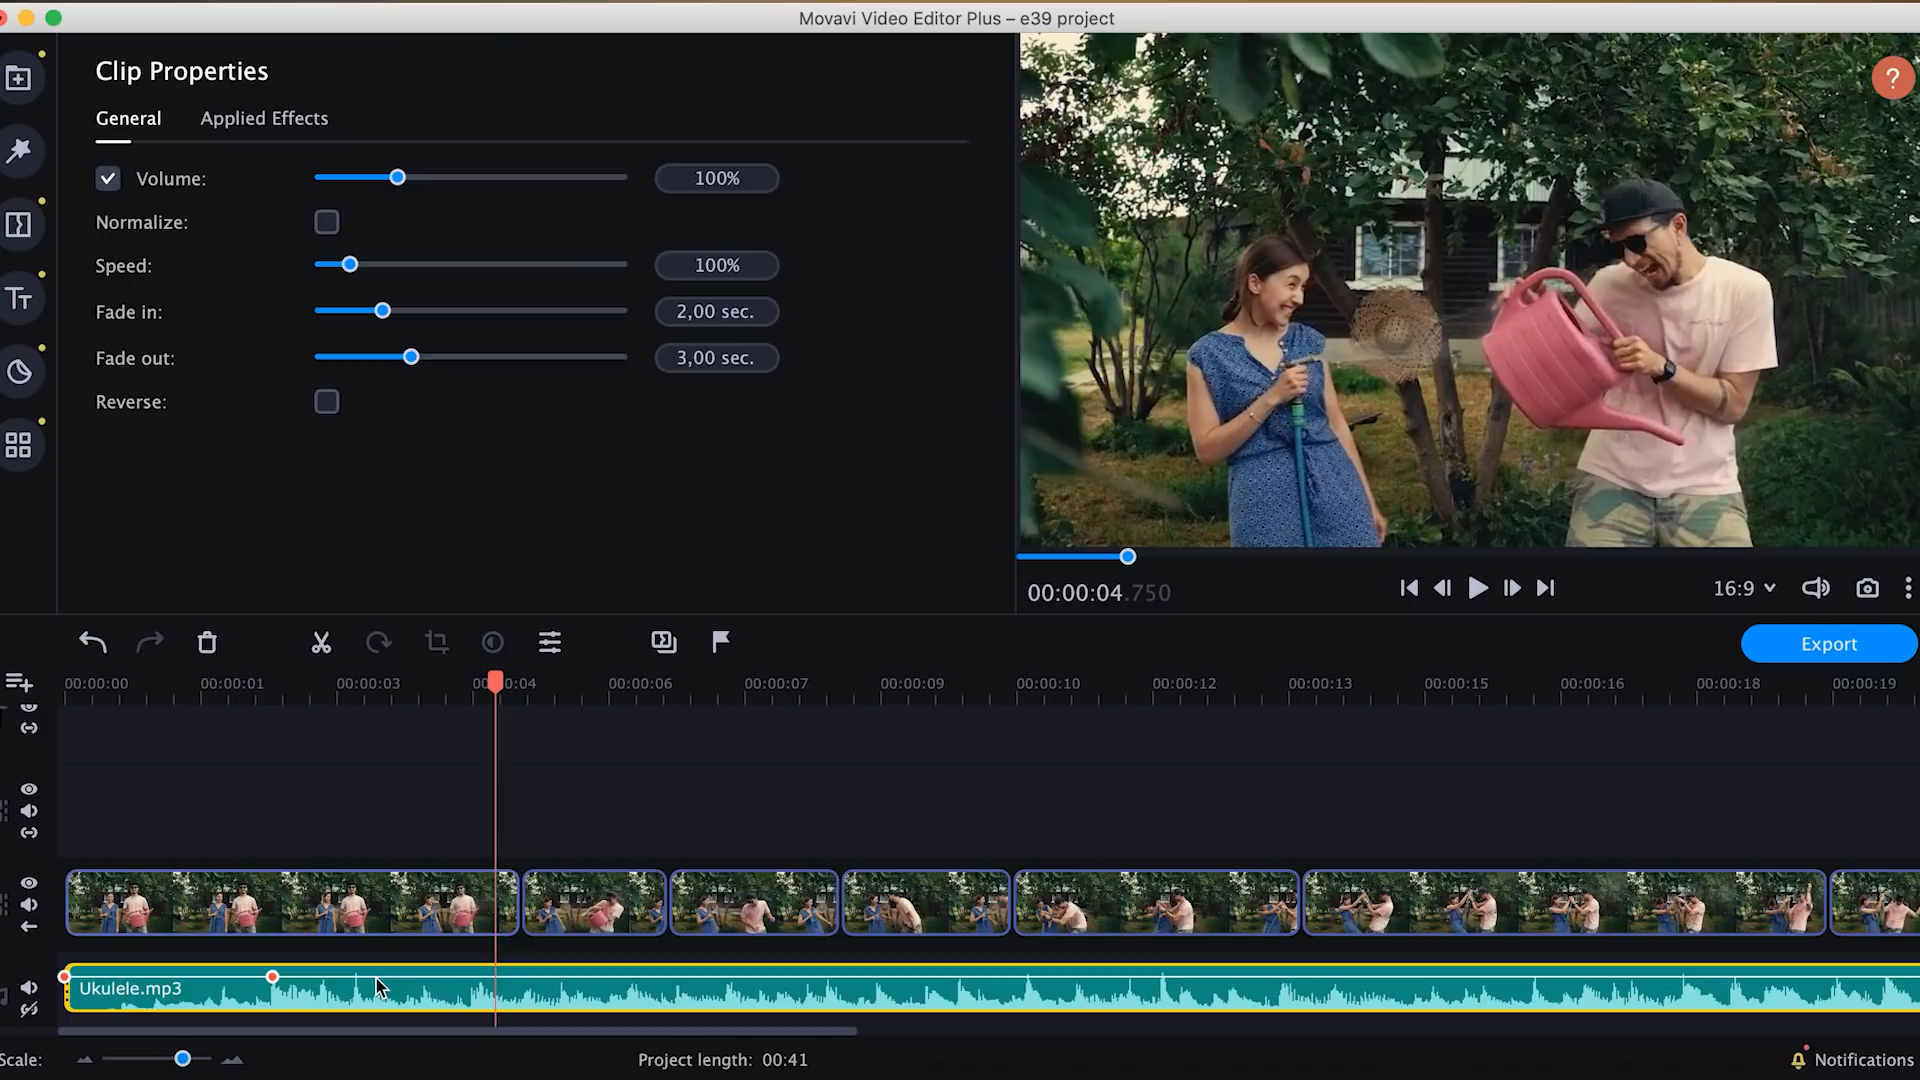 Movavi Video Editor Plus – e39 project
Clip Properties
General Applied Effects
Volume: 100%
Normalize:
Speed: 100%
Fade in: 2,00 sec.
Fade out: 3,00 sec.
Reverse:
?
00:00:04.750
16:9
Export
00:00:00 00:00:01 00:00:03 00:00:04 00:00:06 00:00:07 00:00:09 00:00:10 00:00:12 00:00:13 00:00:15 00:00:16 00:00:18 00:00:19
Ukulele.mp3
Scale: Project length: 00:41 Notifications